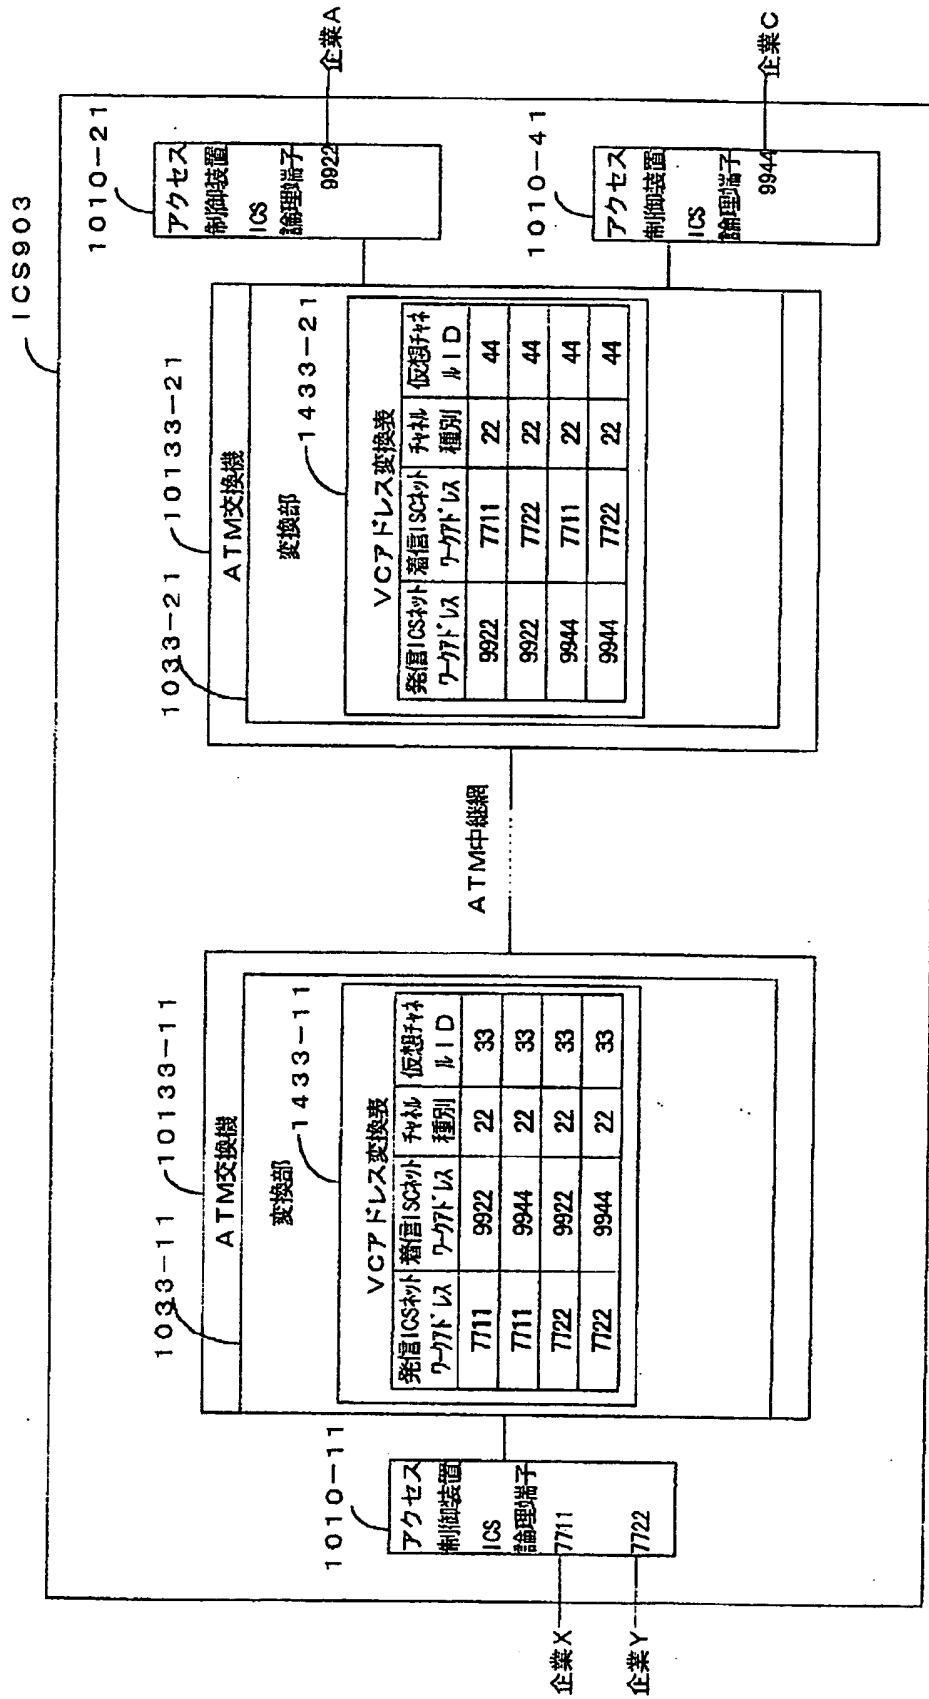 ICS903
1010-11
アクセス
制御装置
ICS
論理端子
7711
7722
企業X
企業Y
1033-11
10133-11
ATM交換機
変換部
1433-11
VCアドレス変換表
発信ICSネットワークアドレス 着信ISCネットワークアドレス チャネル種別 仮想チャネルID
7711 9922 22 33
7711 9944 22 33
7722 9922 22 33
7722 9944 22 33
ATM中継網
1033-21
10133-21
ATM交換機
変換部
1433-21
VCアドレス変換表
発信ICSネットワークアドレス 着信ISCネットワークアドレス チャネル種別 仮想チャネルID
9922 7711 22 44
9922 7722 22 44
9944 7711 22 44
9944 7722 22 44
1010-21
アクセス
制御装置
ICS
論理端子
9922
企業A
1010-41
アクセス
制御装置
ICS
論理端子
9944
企業C